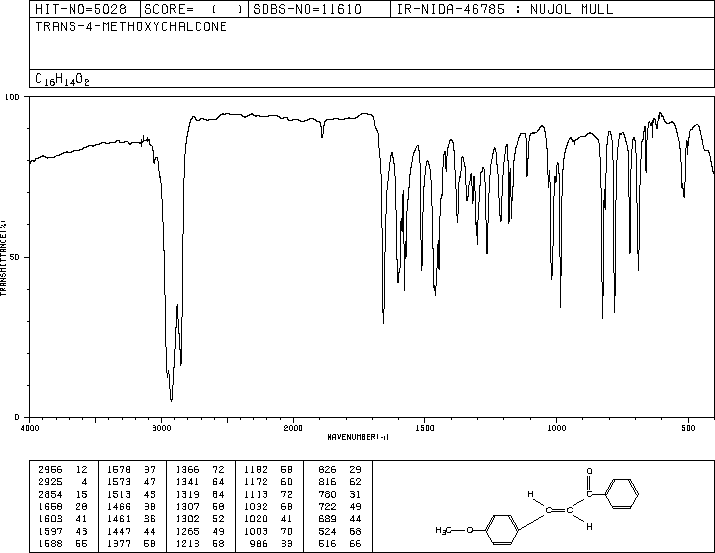 HIT-NO=5028 SCORE= ( ) SDBS-NO=11610 IR-NIDA-46785 : NUJOL MULL
TRANS-4-METHOXYCHALCONE
C16H14O2
100
50
0
TRANSMITTANCE(%)
4000 3000 2000 1500 1000 500
WAVENUMBER(-1)
2956 12 1578 37 1366 72 1182 58 826 29
2925 4 1573 47 1341 64 1172 60 816 62
2854 15 1513 45 1319 64 1113 72 780 31
1658 28 1466 38 1307 58 1032 68 722 49
1603 41 1461 36 1302 52 1020 41 689 44
1597 43 1447 44 1265 49 1003 70 524 68
1588 55 1377 58 1213 58 986 33 516 66
O
H
H
H3C O